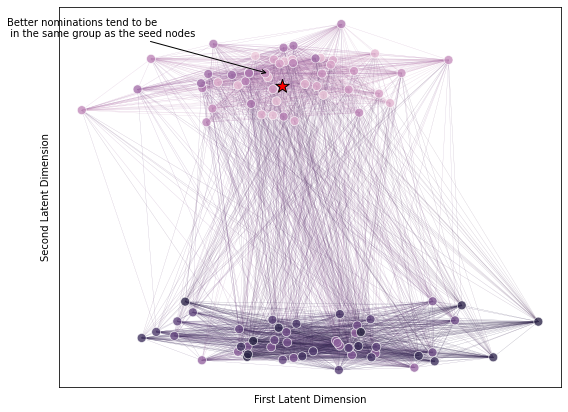 Better nominations tend to be
in the same group as the seed nodes
Second Latent Dimension
First Latent Dimension